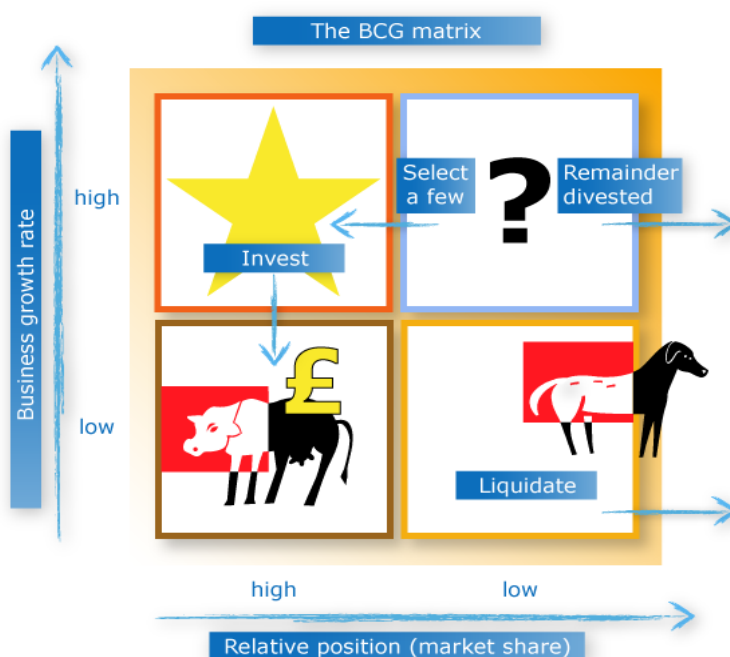 The BCG matrix
Business growth rate
high
low
Select
a few
?
Remainder
divested
Invest
£
Liquidate
high
low
Relative position (market share)